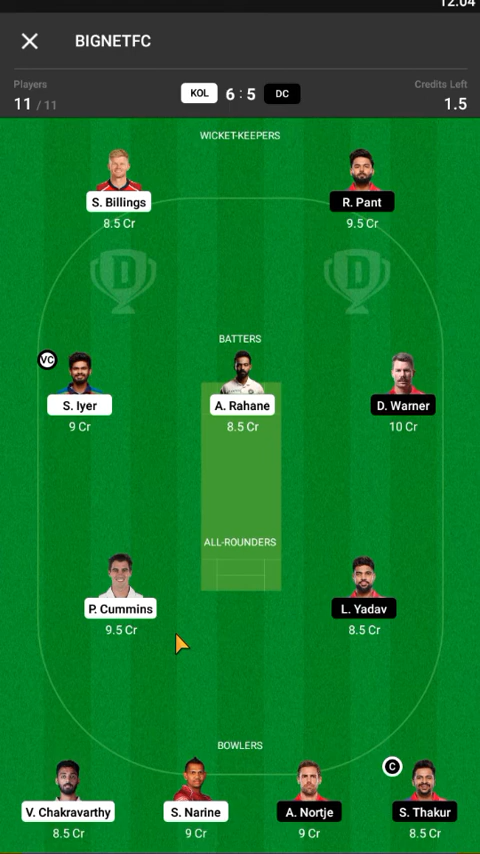 12:04
BIGNETFC
Players
Credits Left
11 / 11
KOL 6 : 5 DC
1.5
WICKET-KEEPERS
S. Billings R. Pant
8.5 Cr 9.5 Cr
D D
BATTERS
VC
S. Iyer A. Rahane D. Warner
9 Cr 8.5 Cr 10 Cr
ALL-ROUNDERS
P. Cummins L. Yadav
9.5 Cr 8.5 Cr
BOWLERS
C
V. Chakravarthy S. Narine A. Nortje S. Thakur
8.5 Cr 9 Cr 9 Cr 8.5 Cr